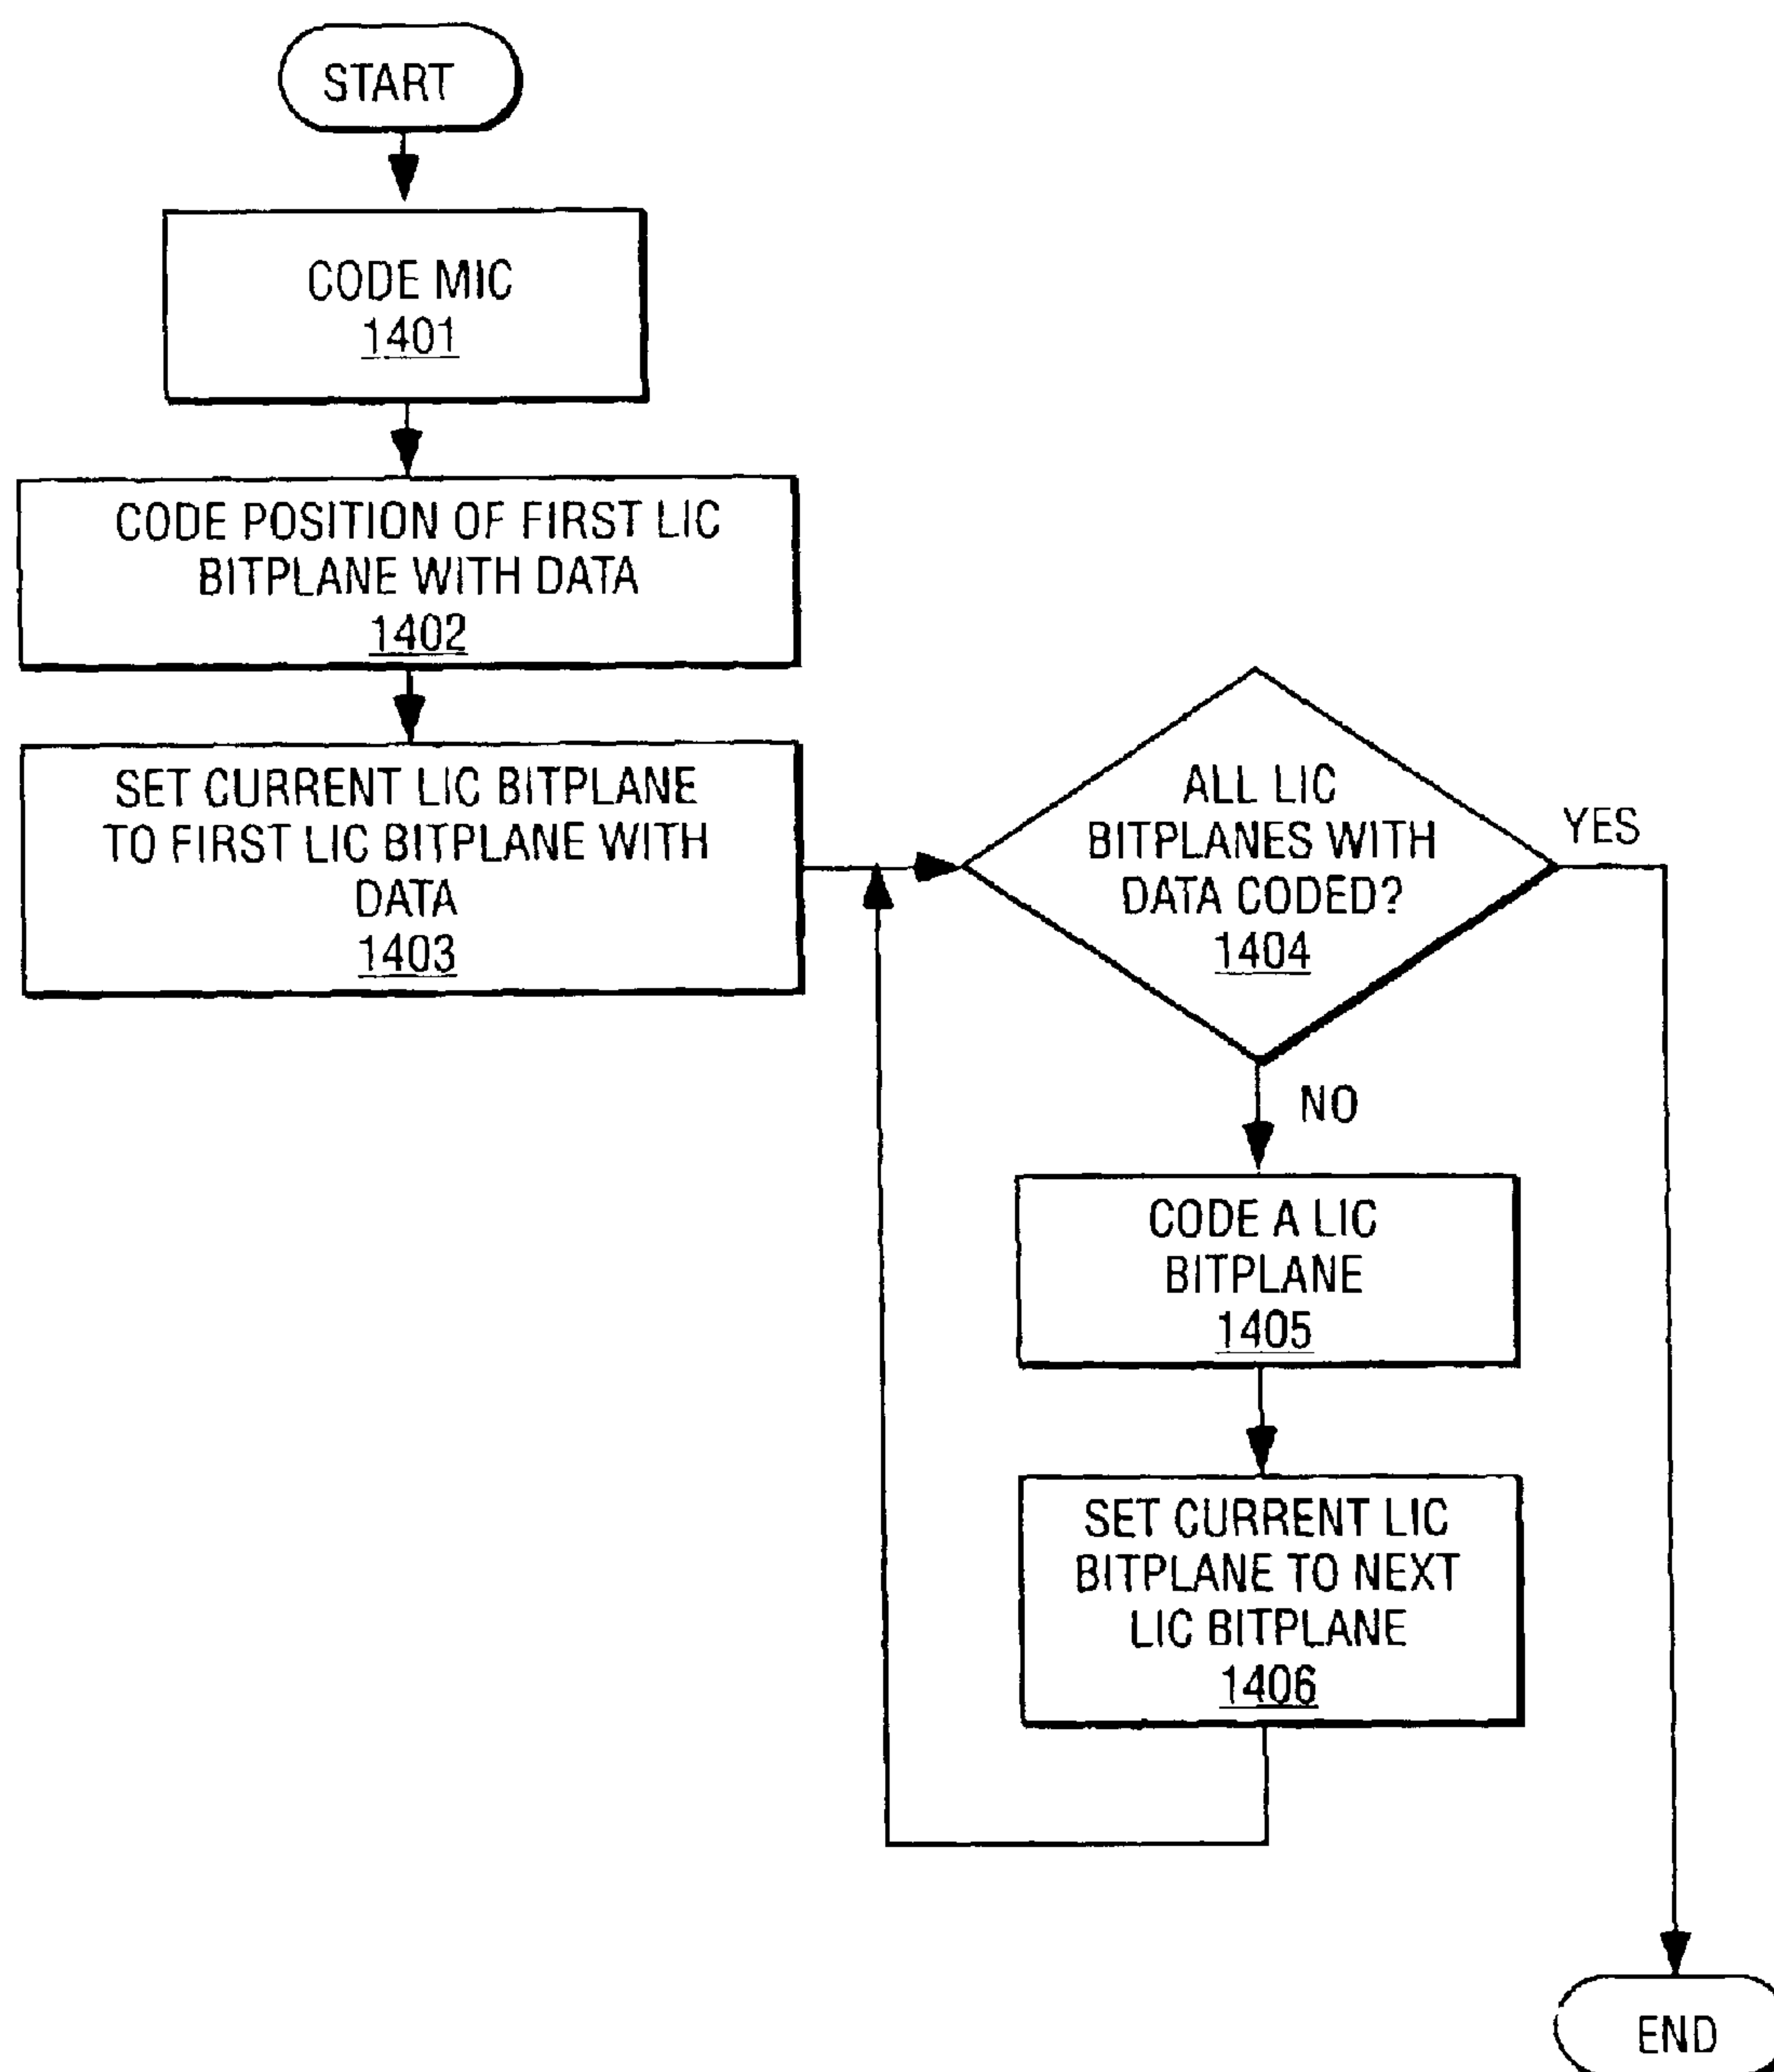 START
CODE MIC
1401
CODE POSITION OF FIRST LIC
BITPLANE WITH DATA
1402
SET CURRENT LIC BITPLANE
TO FIRST LIC BITPLANE WITH
DATA
1403
ALL LIC
BITPLANES WITH
DATA CODED?
1404
YES
NO
CODE A LIC
BITPLANE
1405
SET CURRENT LIC
BITPLANE TO NEXT
LIC BITPLANE
1406
END